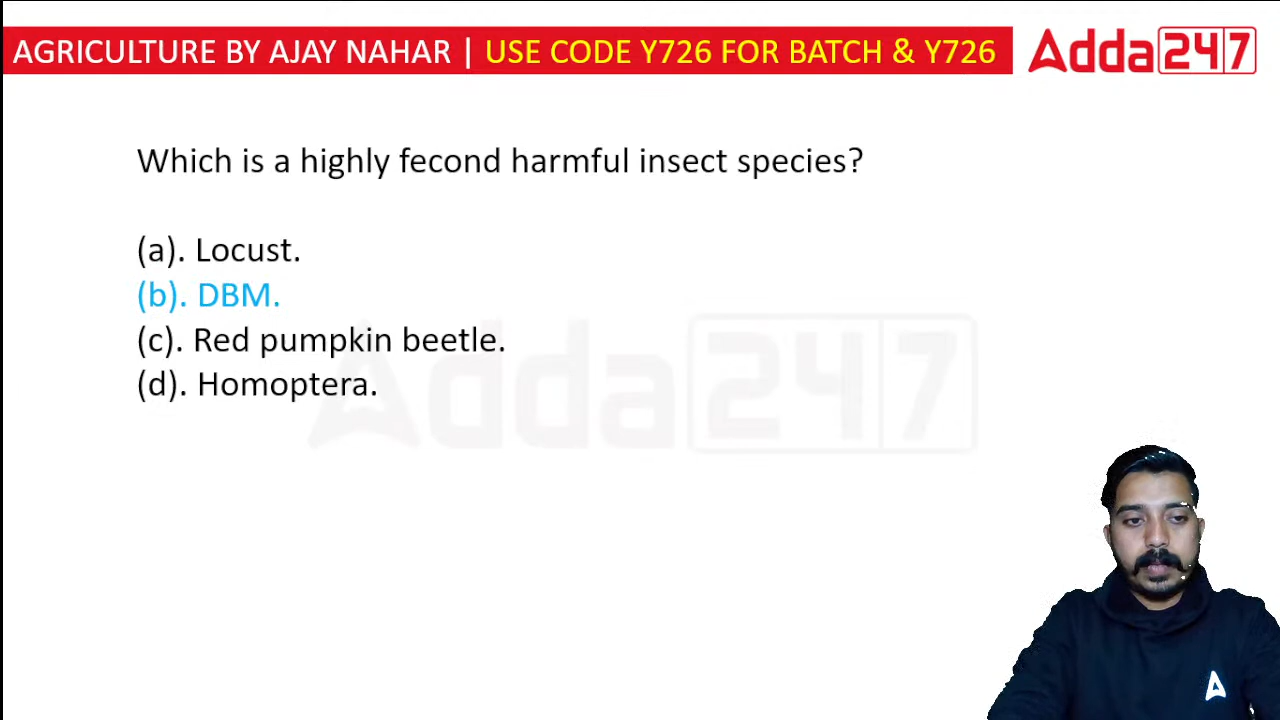 AGRICULTURE BY AJAY NAHAR | USE CODE Y726 FOR BATCH & Y726
Adda247
Which is a highly fecond harmful insect species?
(a). Locust.
(b). DBM.
(c). Red pumpkin beetle.
(d). Homoptera.
Adda247